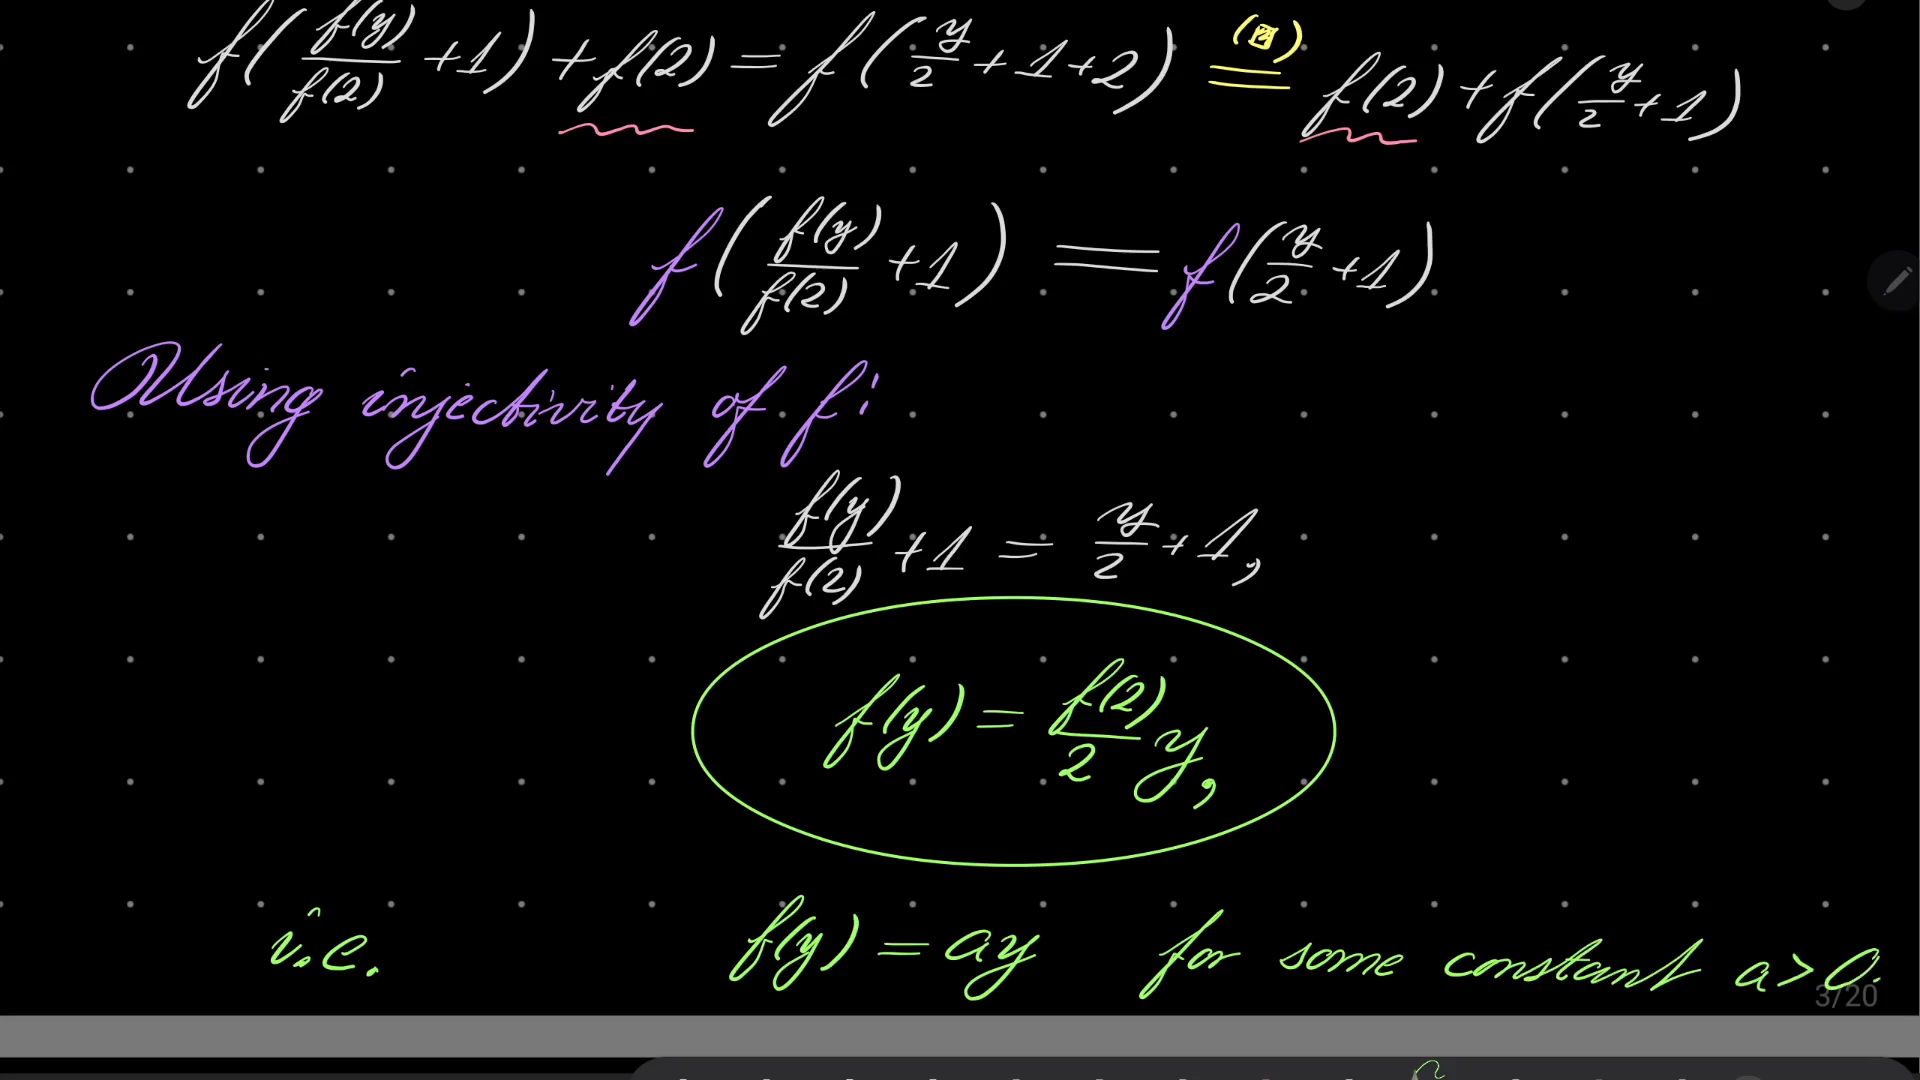 f(f(y)/f(2) + 1) + f(2) = f(y/2 + 1 + 2) = f(2) + f(y/2 + 1)
f(f(y)/f(2) + 1) = f(y/2 + 1)
Using injectivity of f:
f(y)/f(2) + 1 = y/2 + 1,
f(y) = f(2)/2 y,
i.e. f(y) = ay for some constant a > 0.
3/20